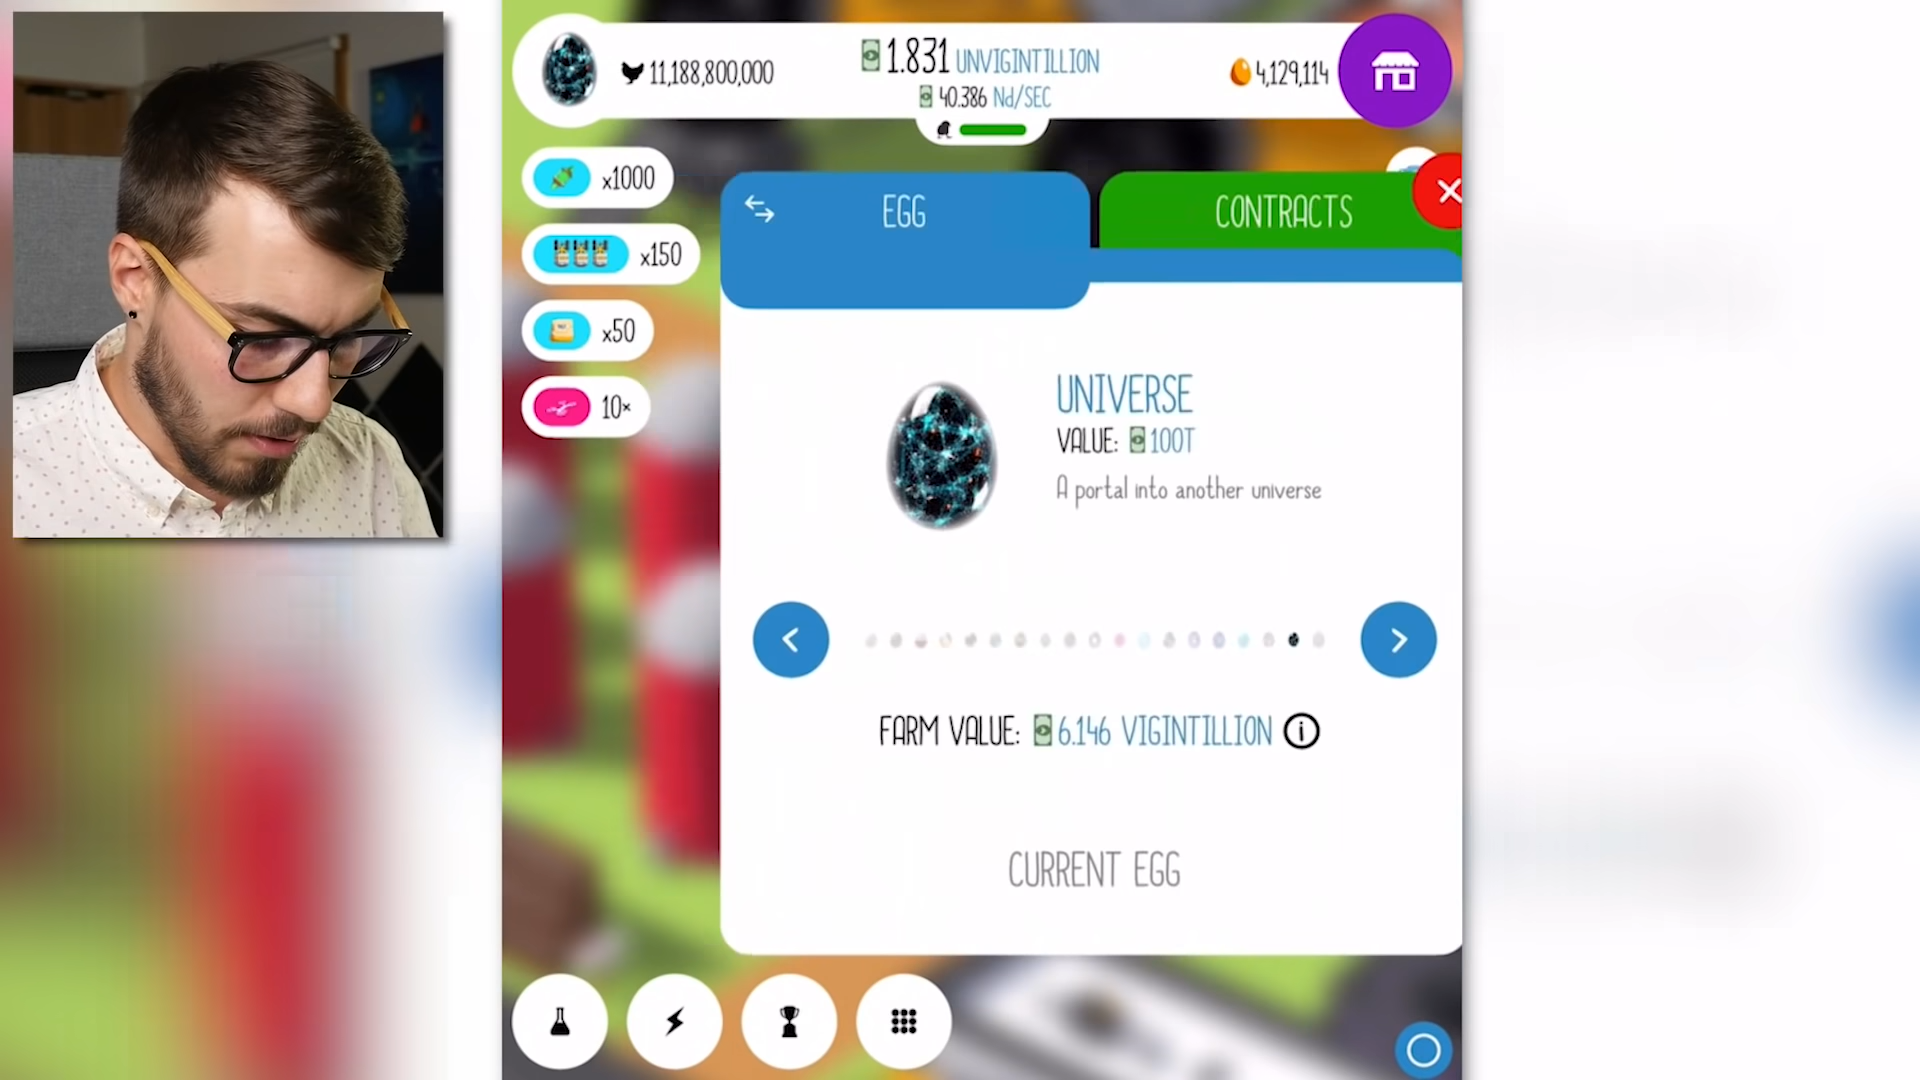 11,188,800,000
1.831 UNVIGINTILLION
40.386 Nd/SEC
4,129,114
x1000
x150
x50
10×
EGG
CONTRACTS
UNIVERSE
VALUE: 100T
A portal into another universe
FARM VALUE: 6.146 VIGINTILLION
CURRENT EGG